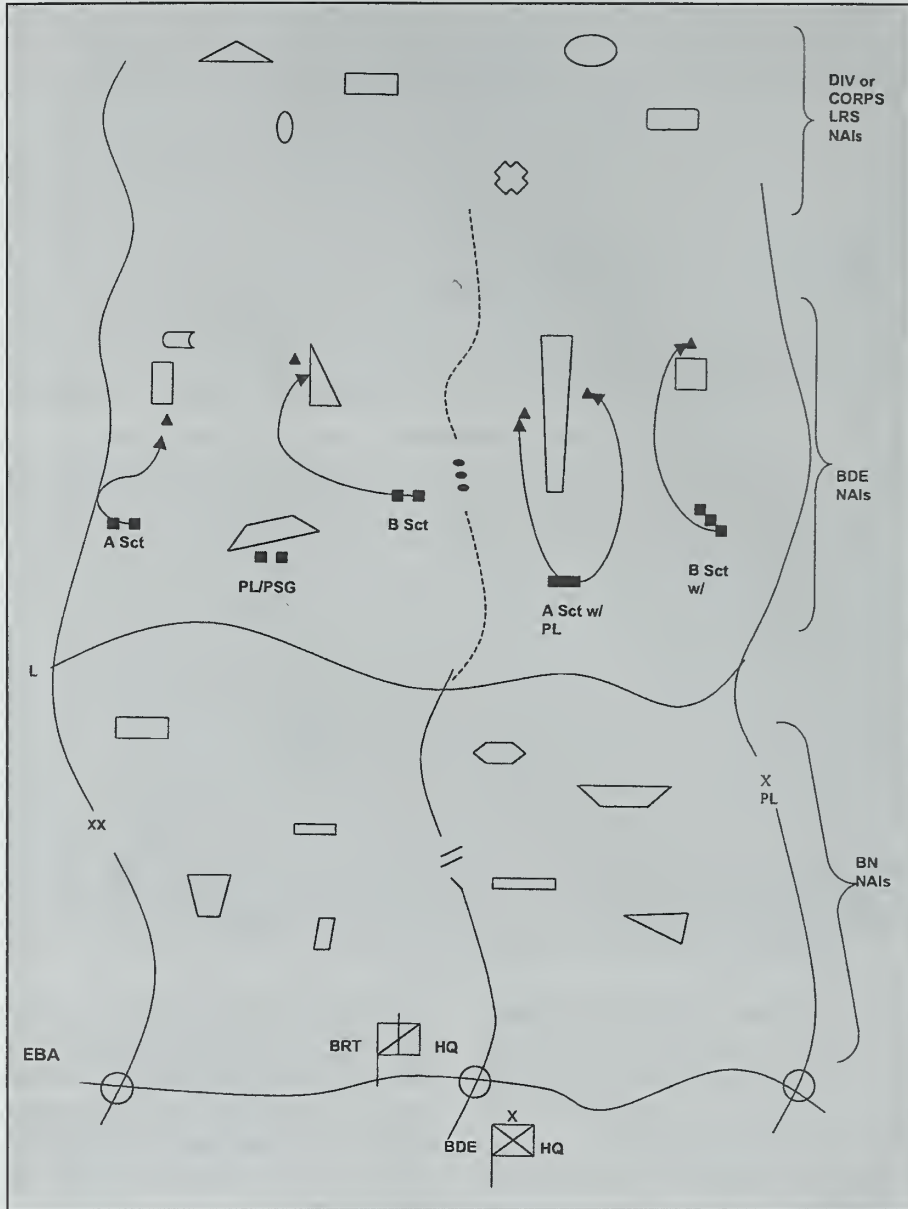 DIV or
CORPS
LRS
NAIs
BDE
NAIs
A Sct
B Sct
PL/PSG
A Sct w/
PL
B Sct
w/
L
X
PL
XX
BN
NAIs
EBA
BRT
HQ
X
BDE
HQ